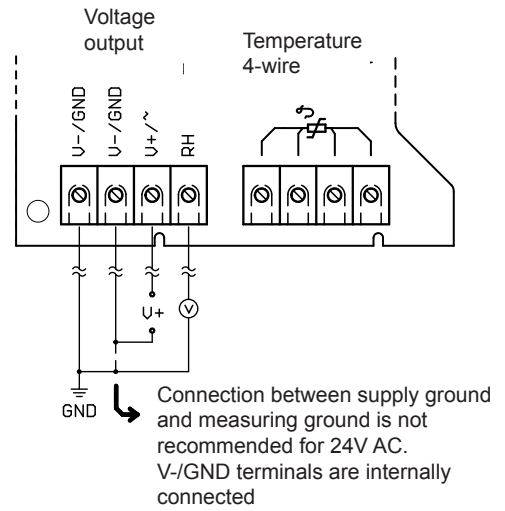 Voltage
output
Temperature
4-wire
V-/GND
V-/GND
V+/~
RH
V+
V
GND
Connection between supply ground
and measuring ground is not
recommended for 24V AC.
V-/GND terminals are internally
connected